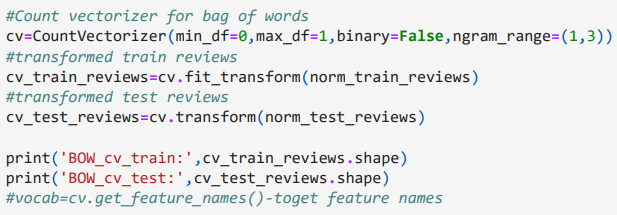 #Count vectorizer for bag of words
cv=CountVectorizer(min_df=0,max_df=1,binary=False,ngram_range=(1,3))
#transformed train reviews
cv_train_reviews=cv.fit_transform(norm_train_reviews)
#transformed test reviews
cv_test_reviews=cv.transform(norm_test_reviews)

print('BOW_cv_train:',cv_train_reviews.shape)
print('BOW_cv_test:',cv_test_reviews.shape)
#vocab=cv.get_feature_names()-toget feature names